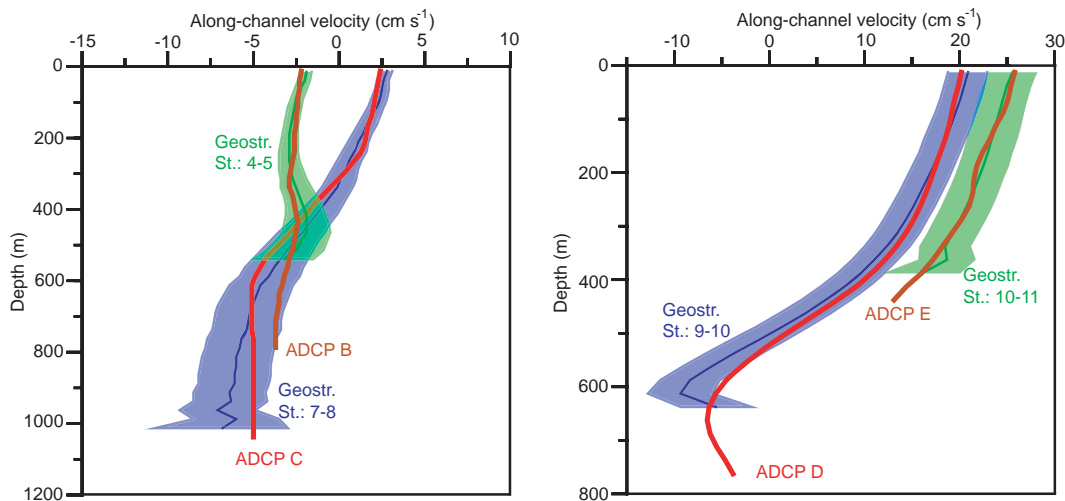 Along-channel velocity (cm s-1)
-15 -10 -5 0 5 10
0
200
400
600
800
1000
1200
Depth (m)
Geostr.
St.: 4-5
ADCP B
Geostr.
St.: 7-8
ADCP C
Along-channel velocity (cm s-1)
-10 0 10 20 30
0
200
400
600
800
Depth (m)
Geostr.
St.: 10-11
ADCP E
Geostr.
St.: 9-10
ADCP D